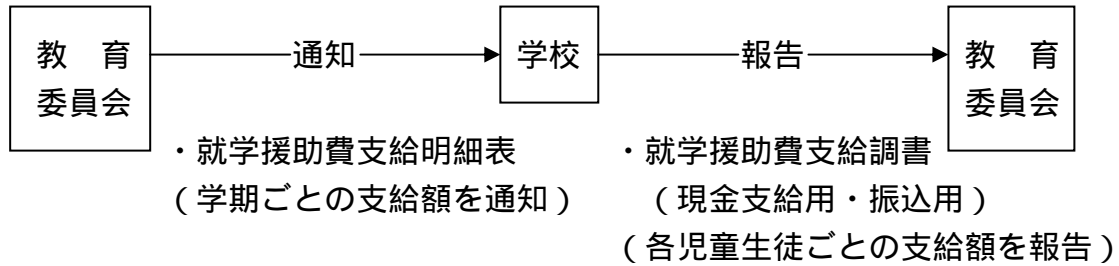 教　育
委員会
通知
学校
報告
教　育
委員会
・就学援助費支給明細表
（学期ごとの支給額を通知）
・就学援助費支給調書
（現金支給用・振込用）
（各児童生徒ごとの支給額を報告）